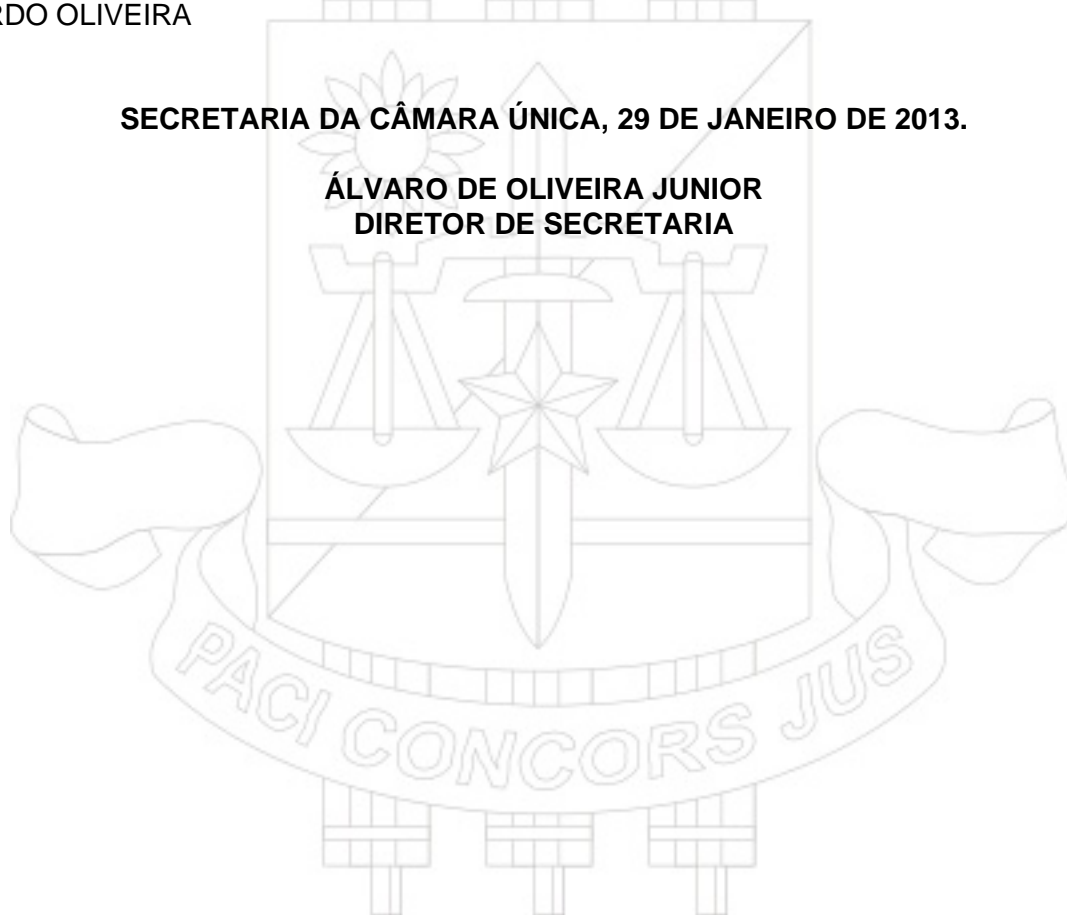 RDO OLIVEIRA
SECRETARIA DA CÂMARA ÚNICA, 29 DE JANEIRO DE 2013.
ÁLVARO DE OLIVEIRA JUNIOR
DIRETOR DE SECRETARIA
PACI CONCORS JUS